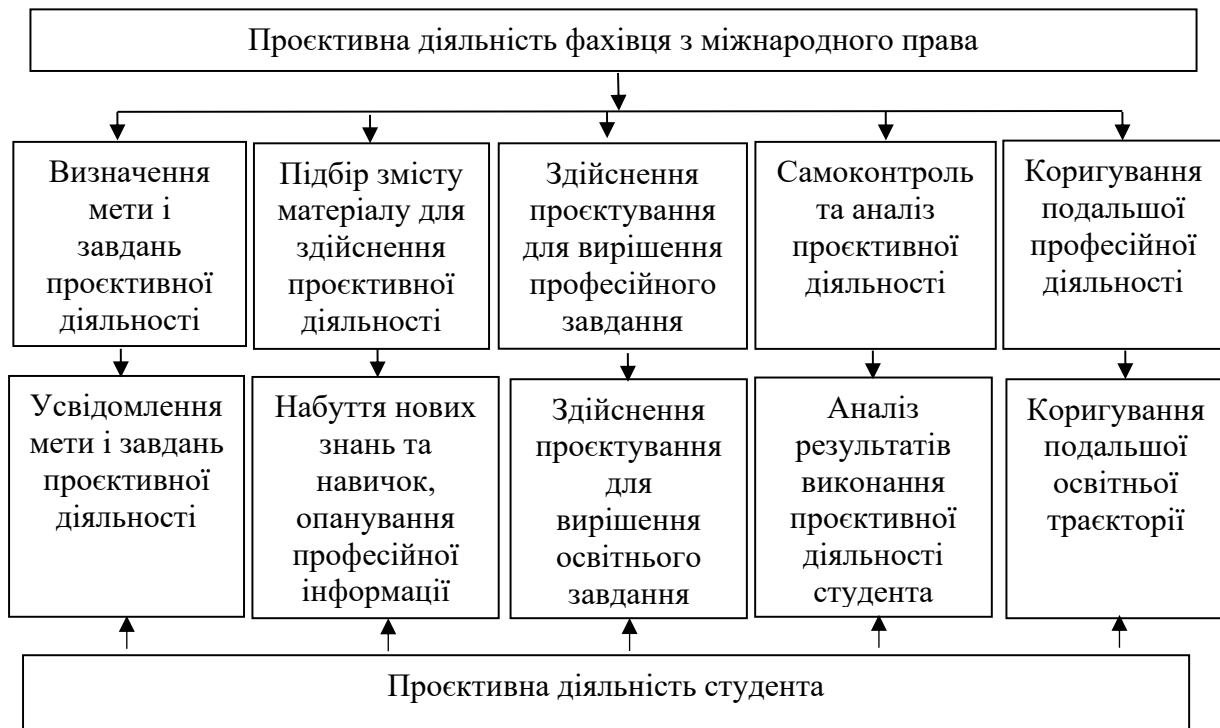 Проєктивна діяльність фахівця з міжнародного права
Визначення
мети і
завдань
проєктивної
діяльності
Підбір змісту
матеріалу для
здійснення
проєктивної
діяльності
Здійснення
проєктування
для вирішення
професійного
завдання
Самоконтроль
та аналіз
проєктивної
діяльності
Коригування
подальшої
професійної
діяльності
Усвідомлення
мети і завдань
проєктивної
діяльності
Набуття нових
знань та
навичок,
опанування
професійної
інформації
Здійснення
проєктування
для
вирішення
освітнього
завдання
Аналіз
результатів
виконання
проєктивної
діяльності
студента
Коригування
подальшої
освітньої
траєкторії
Проєктивна діяльність студента